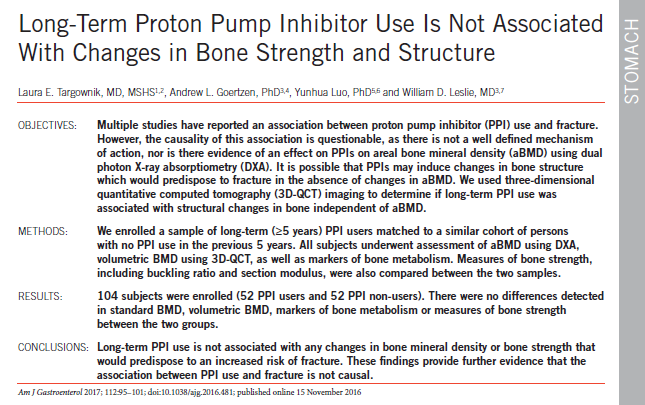 Long-Term Proton Pump Inhibitor Use Is Not Associated
With Changes in Bone Strength and Structure
STOMACH
Laura E. Targownik, MD, MSHS1,2, Andrew L. Goertzen, PhD3,4, Yunhua Luo, PhD5,6 and William D. Leslie, MD3,7
OBJECTIVES: Multiple studies have reported an association between proton pump inhibitor (PPI) use and fracture.
However, the causality of this association is questionable, as there is not a well defined mechanism
of action, nor is there evidence of an effect on PPIs on areal bone mineral density (aBMD) using dual
photon X-ray absorptiometry (DXA). It is possible that PPIs may induce changes in bone structure
which would predispose to fracture in the absence of changes in aBMD. We used three-dimensional
quantitative computed tomography (3D-QCT) imaging to determine if long-term PPI use was
associated with structural changes in bone independent of aBMD.
METHODS: We enrolled a sample of long-term (≥5 years) PPI users matched to a similar cohort of persons
with no PPI use in the previous 5 years. All subjects underwent assessment of aBMD using DXA,
volumetric BMD using 3D-QCT, as well as markers of bone metabolism. Measures of bone strength,
including buckling ratio and section modulus, were also compared between the two samples.
RESULTS: 104 subjects were enrolled (52 PPI users and 52 PPI non-users). There were no differences detected
in standard BMD, volumetric BMD, markers of bone metabolism or measures of bone strength
between the two groups.
CONCLUSIONS: Long-term PPI use is not associated with any changes in bone mineral density or bone strength that
would predispose to an increased risk of fracture. These findings provide further evidence that the
association between PPI use and fracture is not causal.
Am J Gastroenterol 2017; 112:95–101; doi:10.1038/ajg.2016.481; published online 15 November 2016